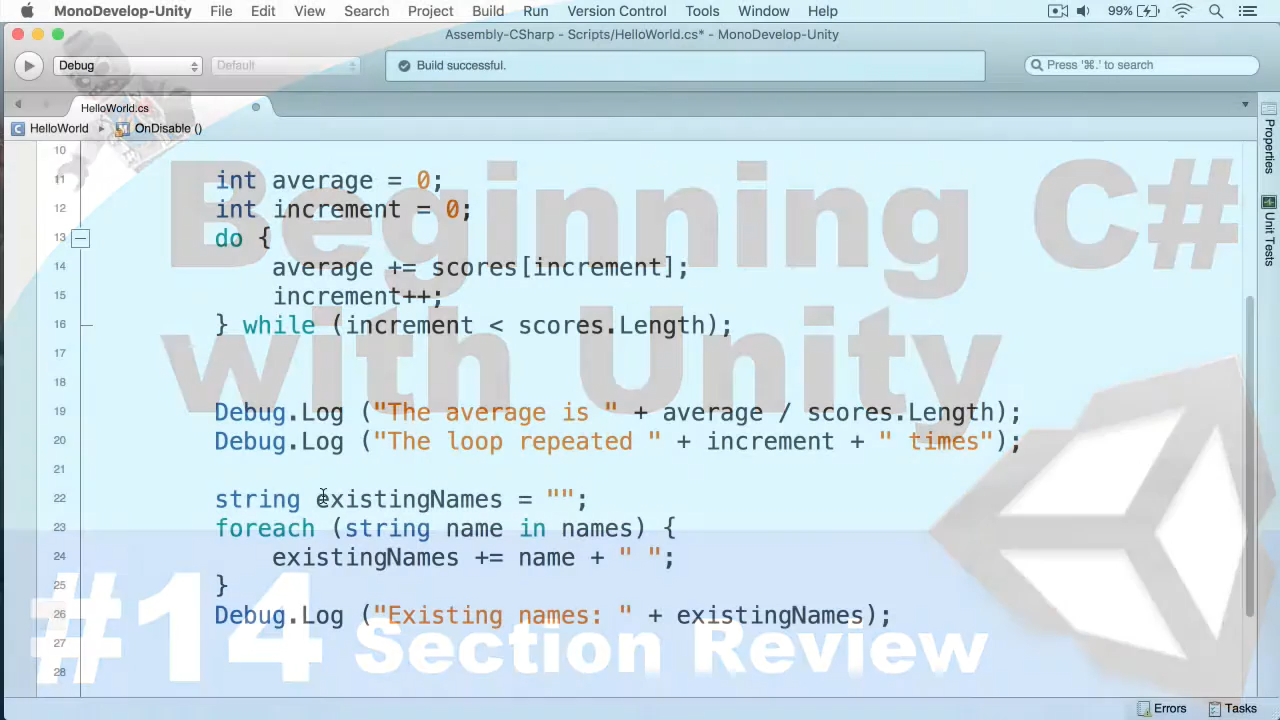 MonoDevelop-Unity File Edit View Search Project Build Run Version Control Tools Window Help 99%
Assembly-CSharp - Scripts/HelloWorld.cs* - MonoDevelop-Unity
Debug Default Build successful. Press '⌘.' to search
HelloWorld.cs
HelloWorld OnDisable ()
Beginning C#
with Unity
10
11 int average = 0;
12 int increment = 0;
13 do {
14 average += scores[increment];
15 increment++;
16 } while (increment < scores.Length);
17
18
19 Debug.Log ("The average is " + average / scores.Length);
20 Debug.Log ("The loop repeated " + increment + " times");
21
22 string existingNames = "";
23 foreach (string name in names) {
24 existingNames += name + " ";
25 }
26 Debug.Log ("Existing names: " + existingNames);
27
28
#14 Section Review
Properties
Unit Tests
Errors Tasks